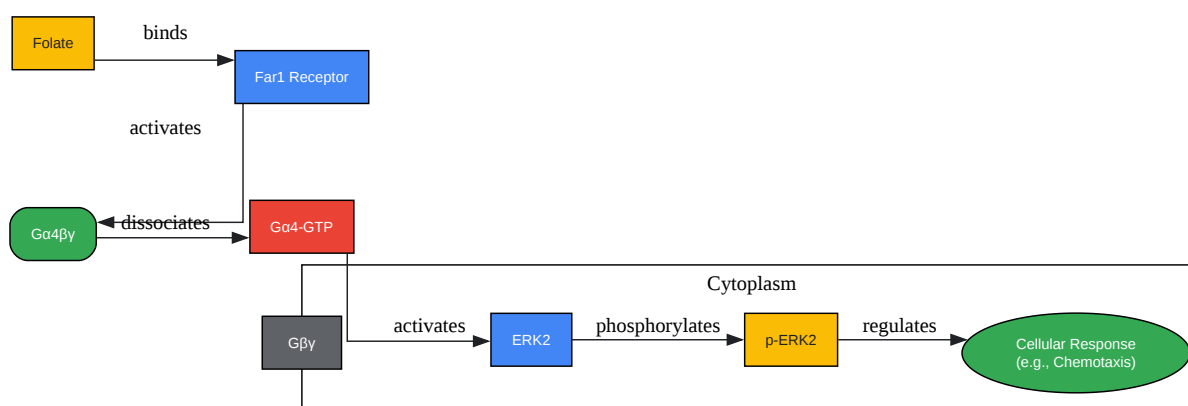 binds
Folate
Far1 Receptor
activates
dissociates
Gα4βγ
Gα4-GTP
Cytoplasm
activates
phosphorylates
regulates
Gβγ
ERK2
p-ERK2
Cellular Response
(e.g., Chemotaxis)